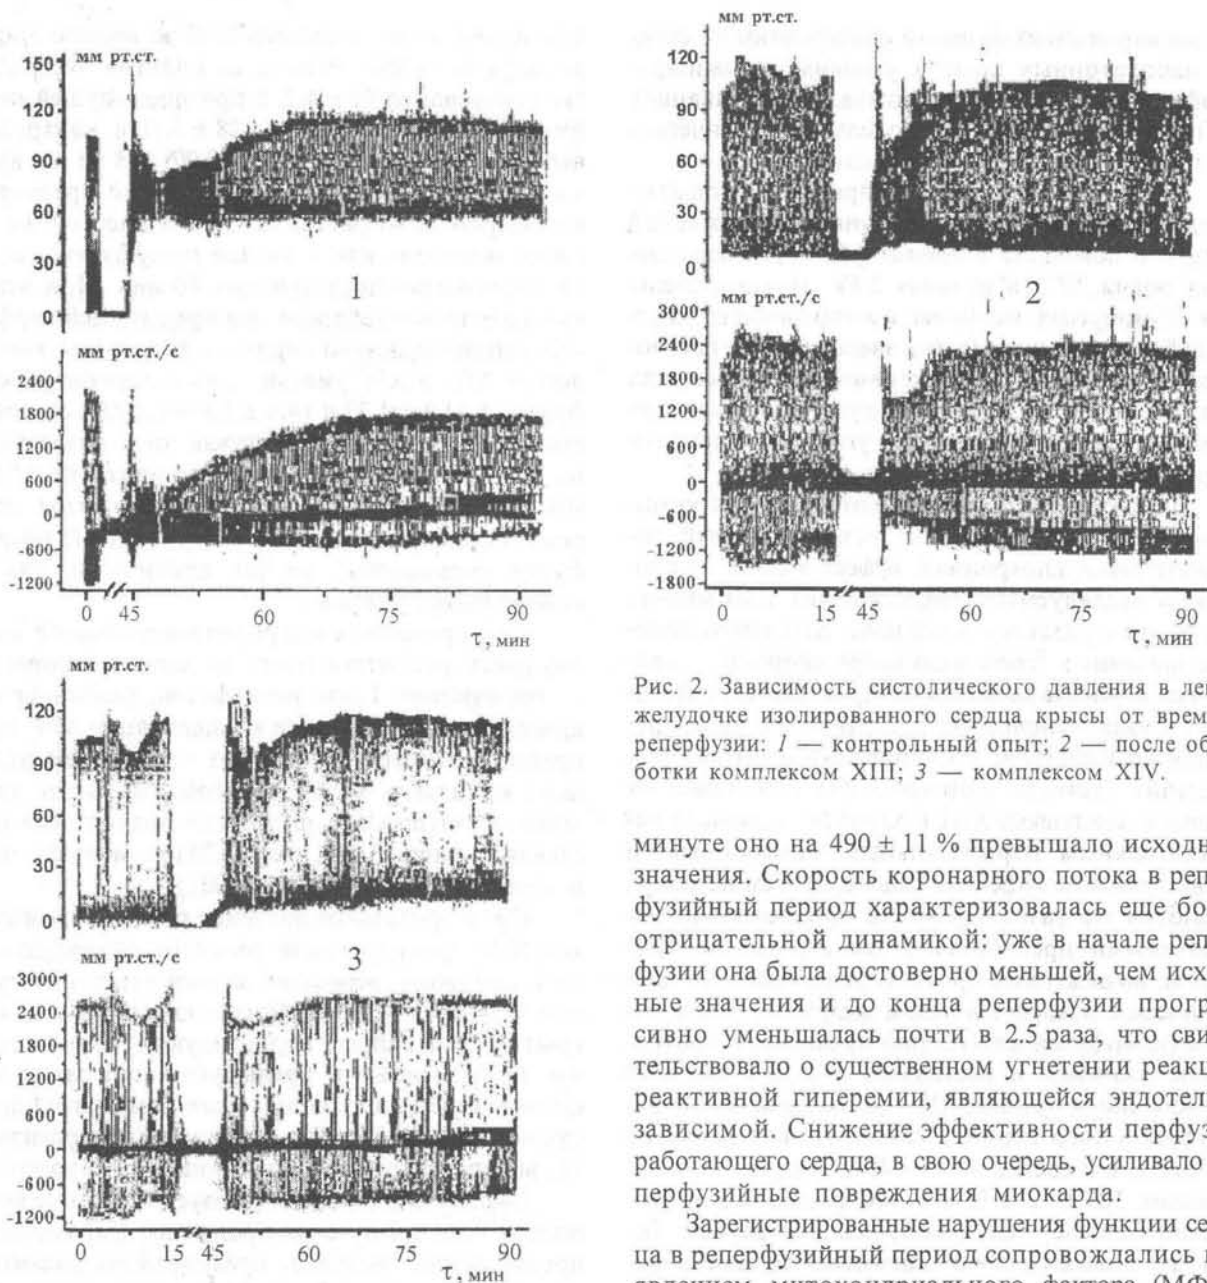 мм рт.ст.
150
120
90
60
30
0
1
мм рт.ст./с
2400
1800
1200
600
0
-600
-1200
0
45
60
75
90
τ, мин
мм рт.ст.
120
90
60
30
0
3
мм рт.ст./с
3000
2400
1800
1200
600
0
-600
-1200
0
15
45
60
75
90
τ, мин
мм рт.ст.
120
90
60
30
0
2
мм рт.ст./с
3000
2400
1800
1200
600
0
-600
-1200
-1800
0
15
45
60
75
90
τ, мин
Рис. 2. Зависимость систолического давления в ле
желудочке изолированного сердца крысы от врем
реперфузии: 1 — контрольный опыт; 2 — после об
ботки комплексом XIII; 3 — комплексом XIV.
минуте оно на 490 ± 11 % превышало исходн
значения. Скорость коронарного потока в реп
фузийный период характеризовалась еще бо
отрицательной динамикой: уже в начале реп
фузии она была достоверно меньшей, чем исх
ные значения и до конца реперфузии прогр
сивно уменьшалась почти в 2.5 раза, что сви
тельствовало о существенном угнетении реакц
реактивной гиперемии, являющейся эндотел
зависимой. Снижение эффективности перфуз
работающего сердца, в свою очередь, усиливало
перфузийные повреждения миокарда.
Зарегистрированные нарушения функции се
ца в реперфузийный период сопровождались
явлением митохондриального фактора (МФ